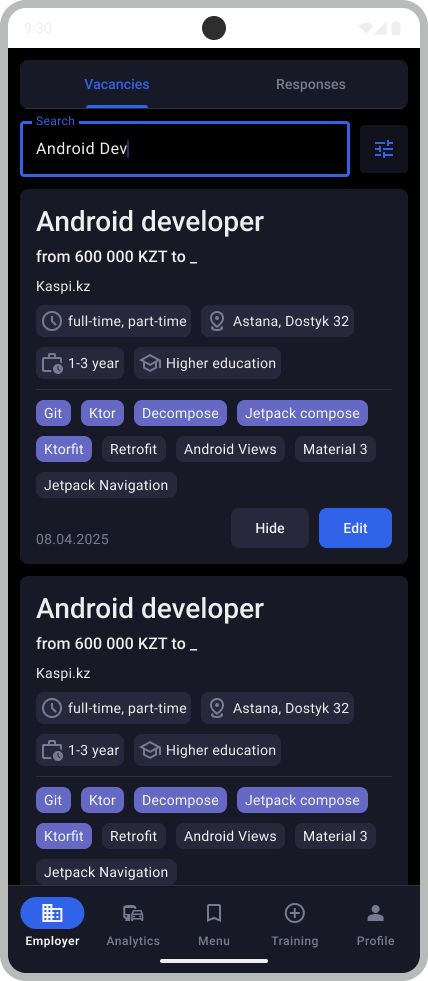 9:30
Vacancies Responses
Search
Android Dev
Android developer
from 600 000 KZT to _
Kaspi.kz
full-time, part-time Astana, Dostyk 32
1-3 year Higher education
Git Ktor Decompose Jetpack compose
Ktorfit Retrofit Android Views Material 3
Jetpack Navigation
08.04.2025 Hide Edit
Android developer
from 600 000 KZT to _
Kaspi.kz
full-time, part-time Astana, Dostyk 32
1-3 year Higher education
Git Ktor Decompose Jetpack compose
Ktorfit Retrofit Android Views Material 3
Jetpack Navigation
Employer Analytics Menu Training Profile